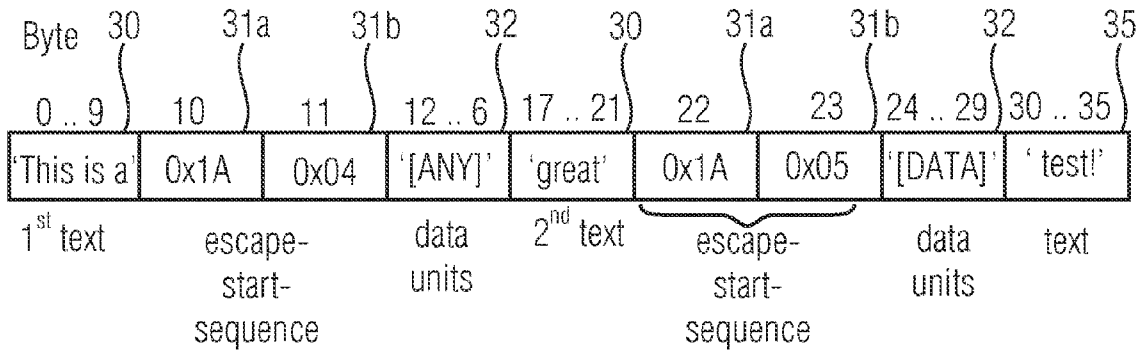 Byte 30 31a 31b 32 30 31a 31b 32 35
0 .. 9 10 11 12 .. 6 17 .. 21 22 23 24 .. 29 30 .. 35
'This is a' 0x1A 0x04 '[ANY]' 'great' 0x1A 0x05 '[DATA]' ' test!'
1st text escape- data 2nd text escape- data text
start- units start- units
sequence sequence